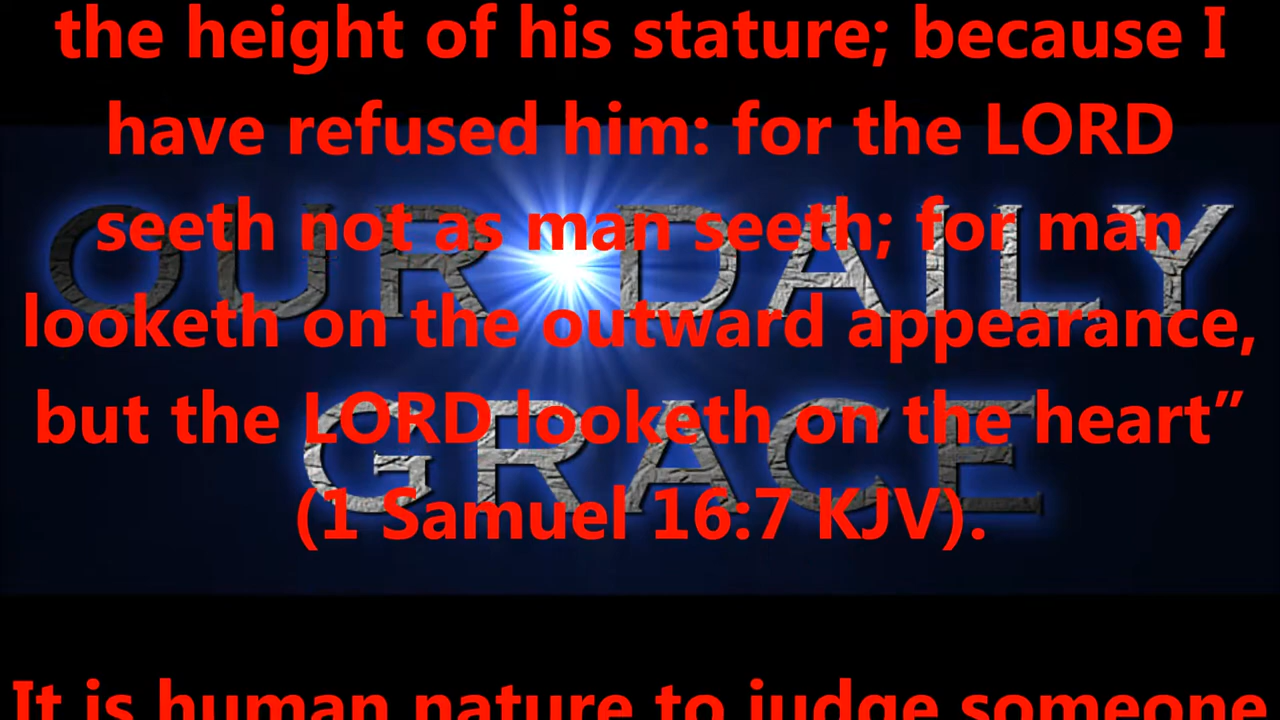 the height of his stature; because I
have refused him: for the LORD
seeth not as man seeth; for man
looketh on the outward appearance,
but the LORD looketh on the heart”
(1 Samuel 16:7 KJV).
It is human nature to judge someone
OUR DAILY
GRACE